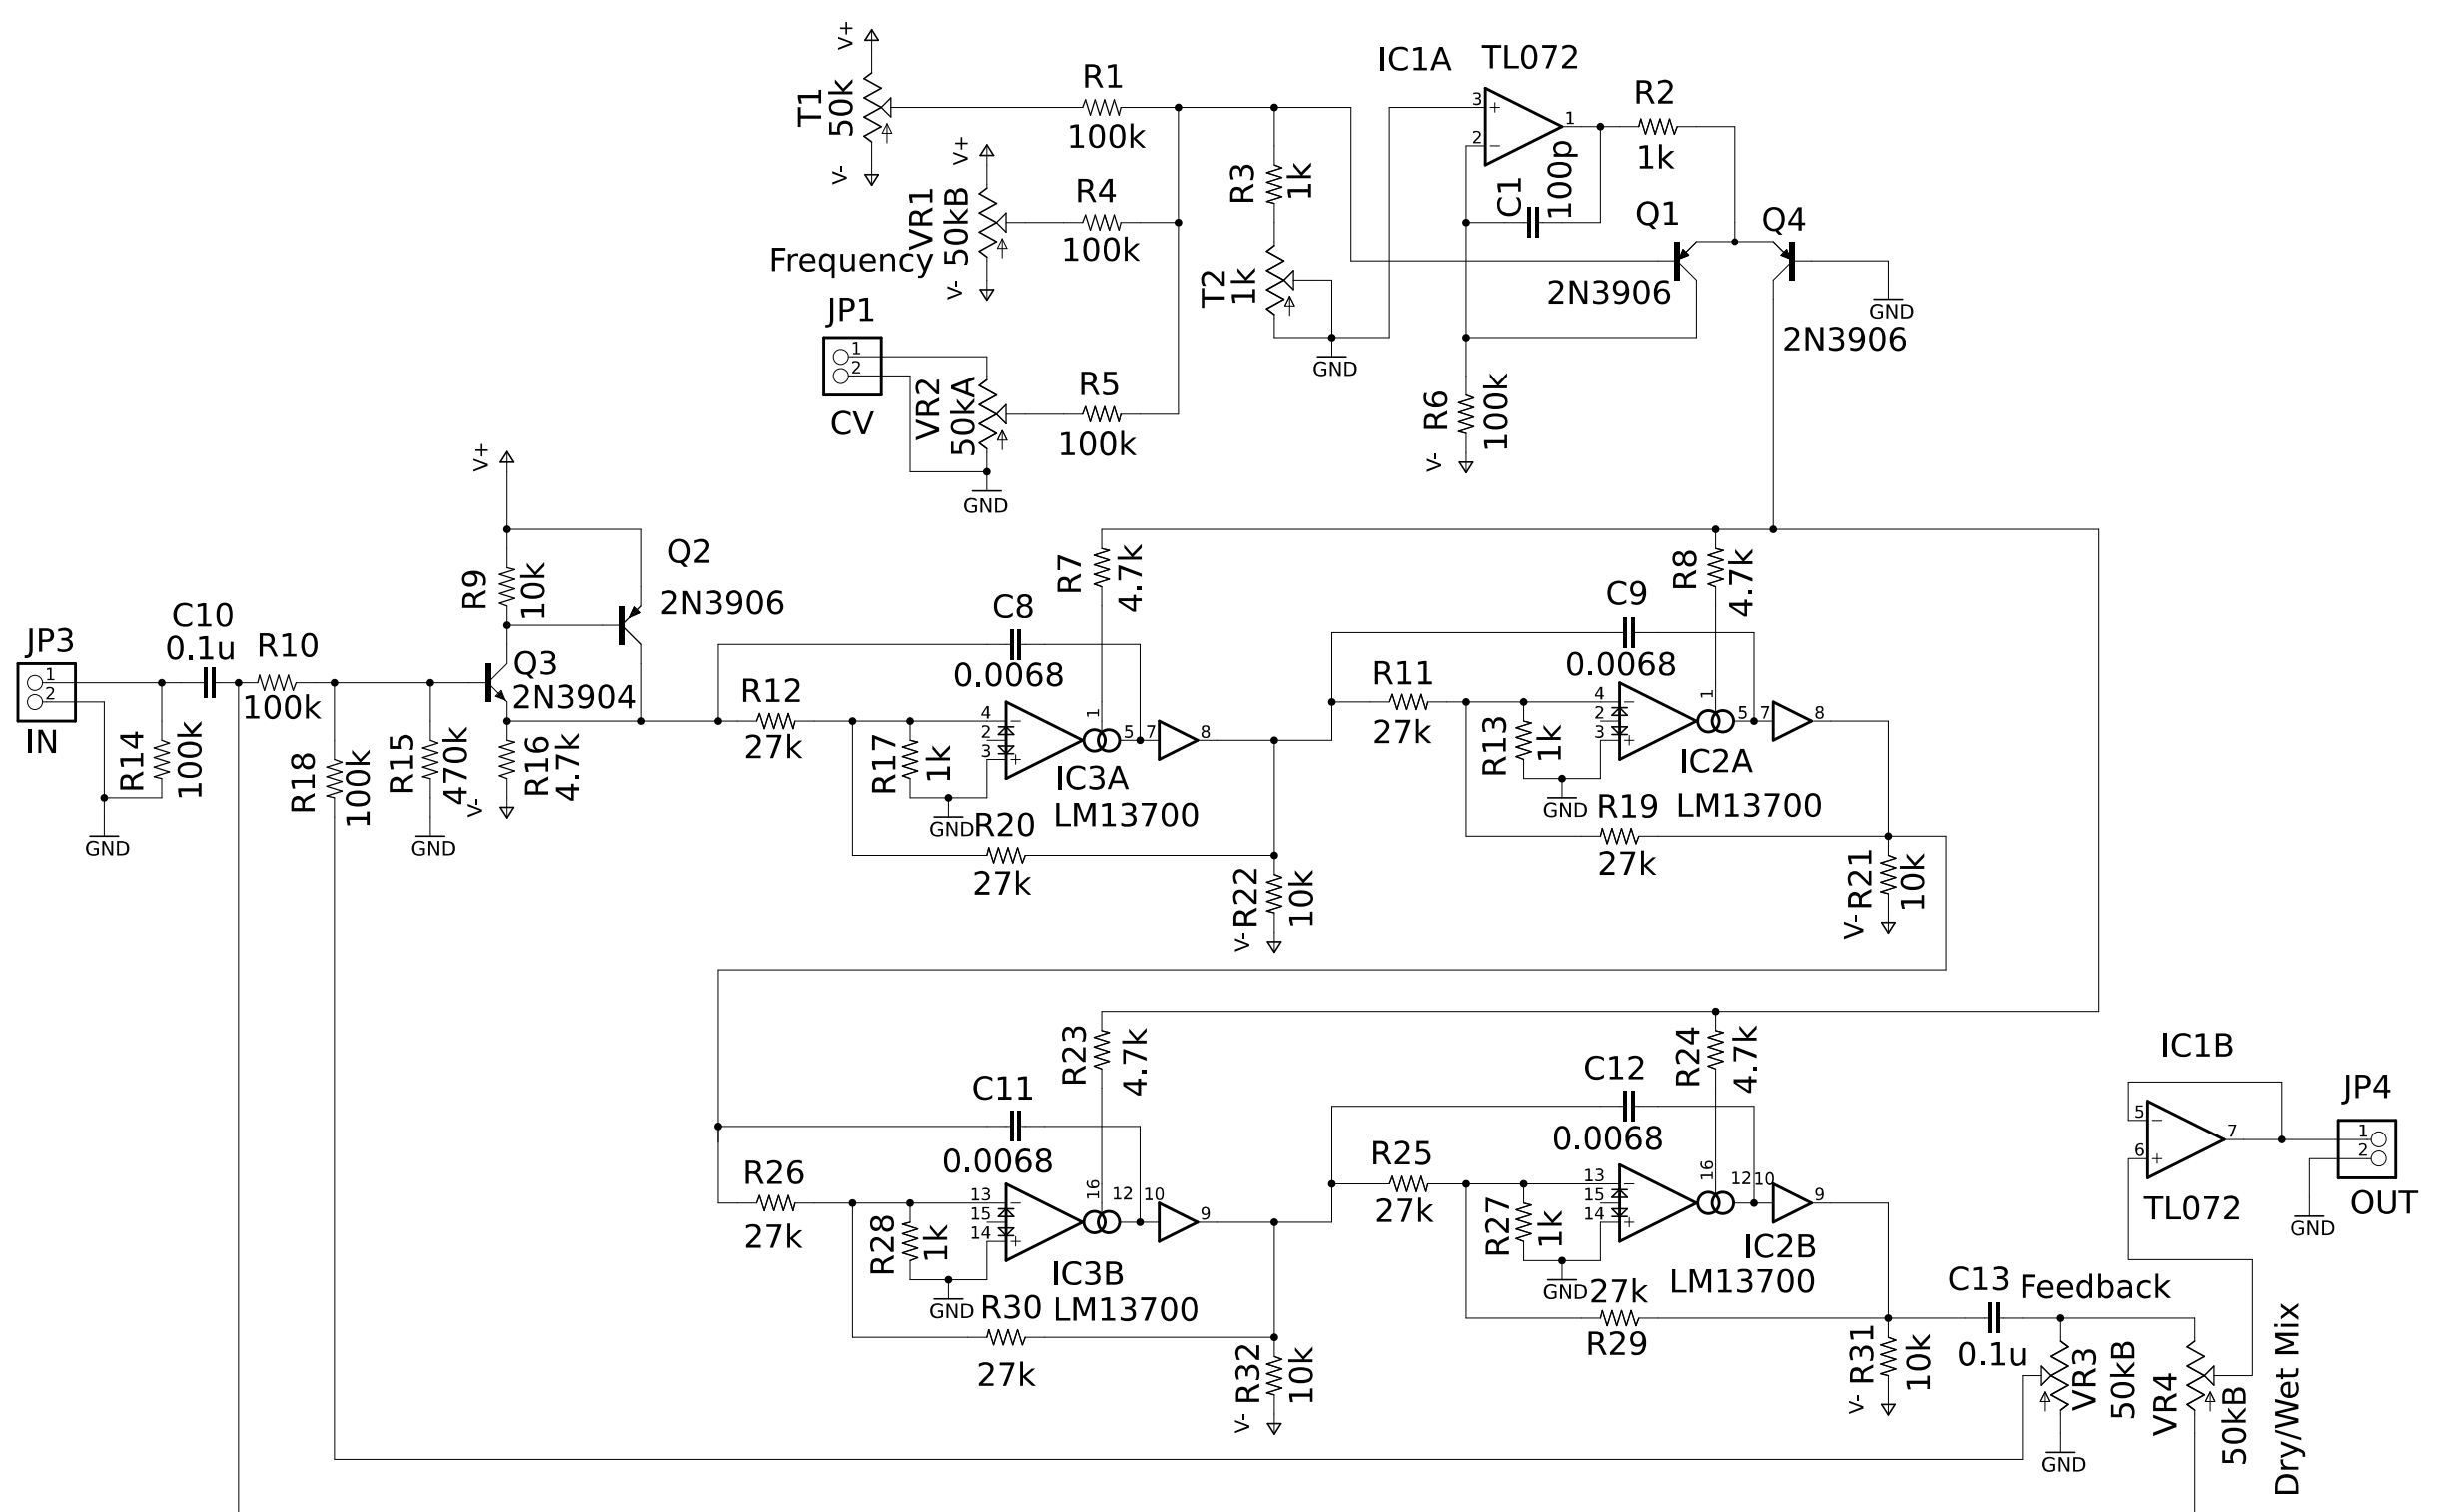 V+
T1
50k
V-
R1
100k
IC1A
TL072
3
2
1
R2
1k
V+
VR1
50kB
V-
R4
100k
Frequency
R3
1k
T2
1k
C1
100p
Q1
2N3906
Q4
2N3906
GND
JP1
1
2
CV
VR2
50kA
R5
100k
GND
GND
R6
100k
V-
V+
R9
10k
Q2
2N3906
R7
4.7k
R8
4.7k
JP3
1
2
IN
C10
0.1u
R10
100k
Q3
2N3904
R14
100k
GND
R18
100k
R15
470k
GND
R16
4.7k
V-
C8
0.0068
R12
27k
R17
1k
4
2
3
1
5
7
8
IC3A
LM13700
GND
R20
27k
R22
10k
V-
C9
0.0068
R11
27k
R13
1k
4
2
3
1
5
7
8
IC2A
LM13700
GND
R19
27k
R21
10k
V-
R23
4.7k
R24
4.7k
C11
0.0068
R26
27k
R28
1k
13
15
14
16
12
10
9
IC3B
LM13700
GND
R30
27k
R32
10k
V-
C12
0.0068
R25
27k
R27
1k
13
15
14
16
12
10
9
IC2B
LM13700
GND
27k
R29
R31
10k
V-
C13
0.1u
Feedback
VR3
50kB
GND
VR4
50kB
Dry/Wet Mix
IC1B
5
6
7
TL072
JP4
1
2
OUT
GND